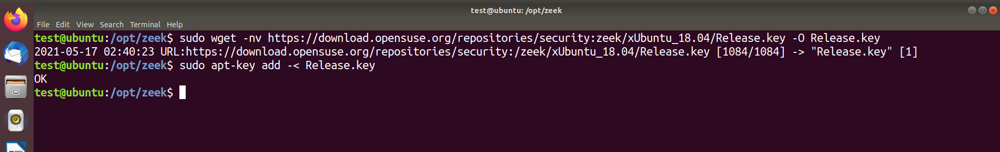 test@ubuntu: /opt/zeek
File Edit View Search Terminal Help
test@ubuntu:/opt/zeek$ sudo wget -nv https://download.opensuse.org/repositories/security:zeek/xUbuntu_18.04/Release.key -O Release.key
2021-05-17 02:40:23 URL:https://download.opensuse.org/repositories/security:/zeek/xUbuntu_18.04/Release.key [1084/1084] -> "Release.key" [1]
test@ubuntu:/opt/zeek$ sudo apt-key add -< Release.key
OK
test@ubuntu:/opt/zeek$